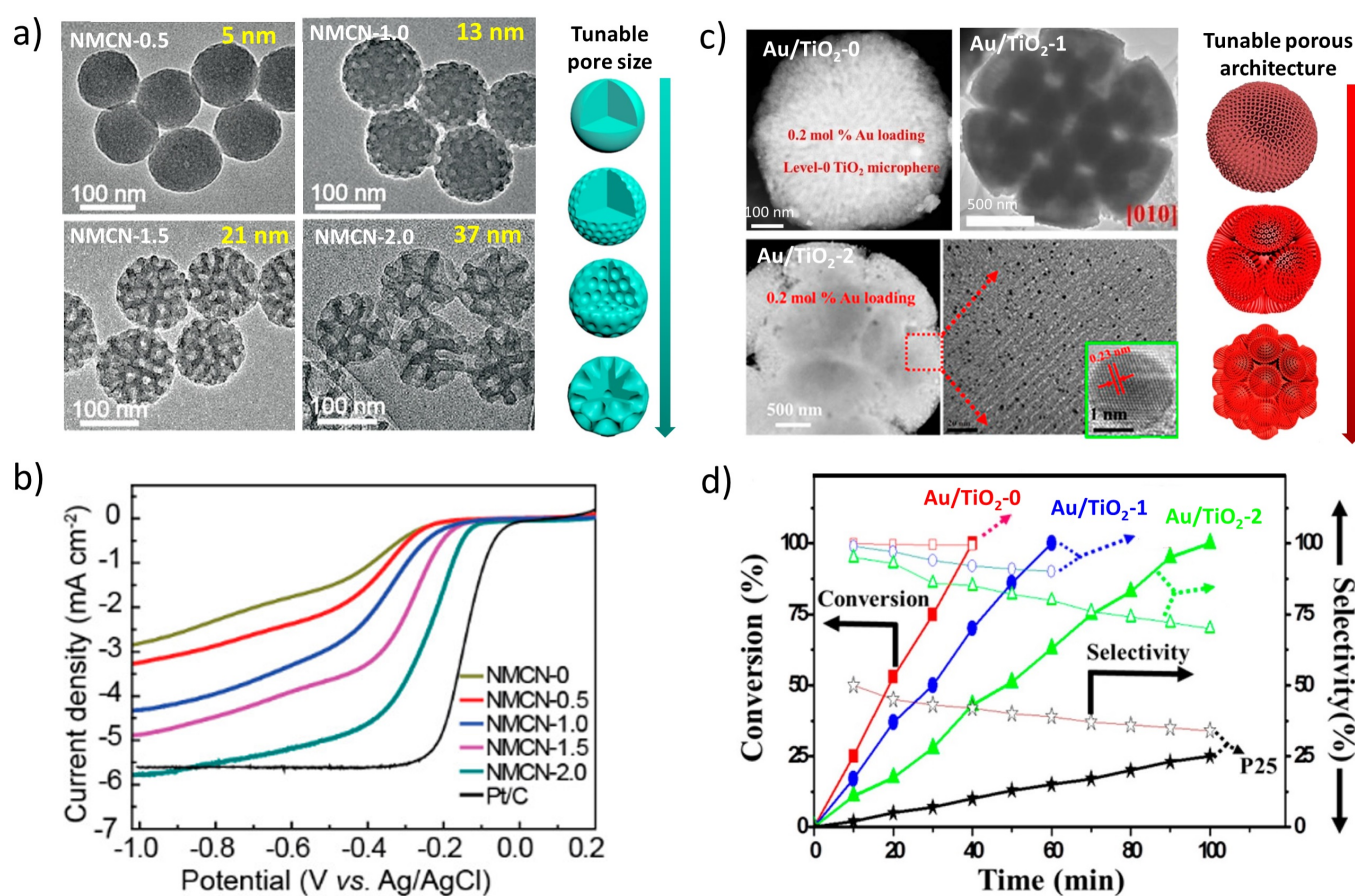 a)
NMCN-0.5
5 nm
100 nm
NMCN-1.0
13 nm
100 nm
NMCN-1.5
21 nm
100 nm
NMCN-2.0
37 nm
100 nm
Tunable
pore size
b)
Current density (mA cm⁻²)
0
-1
-2
-3
-4
-5
-6
-7
NMCN-0
NMCN-0.5
NMCN-1.0
NMCN-1.5
NMCN-2.0
Pt/C
-1.0
-0.8
-0.6
-0.4
-0.2
0.0
0.2
Potential (V vs. Ag/AgCl)
c)
Au/TiO₂-0
0.2 mol % Au loading
Level-0 TiO₂ microphere
100 nm
Au/TiO₂-1
500 nm
[010]
Au/TiO₂-2
0.2 mol % Au loading
500 nm
0.23 nm
1 nm
Tunable porous
architecture
d)
Au/TiO₂-0
Au/TiO₂-1
Au/TiO₂-2
Conversion
Selectivity
P25
Conversion (%)
100
75
50
25
0
100
75
50
25
0
Selectivity(%)
0
20
40
60
80
100
Time (min)